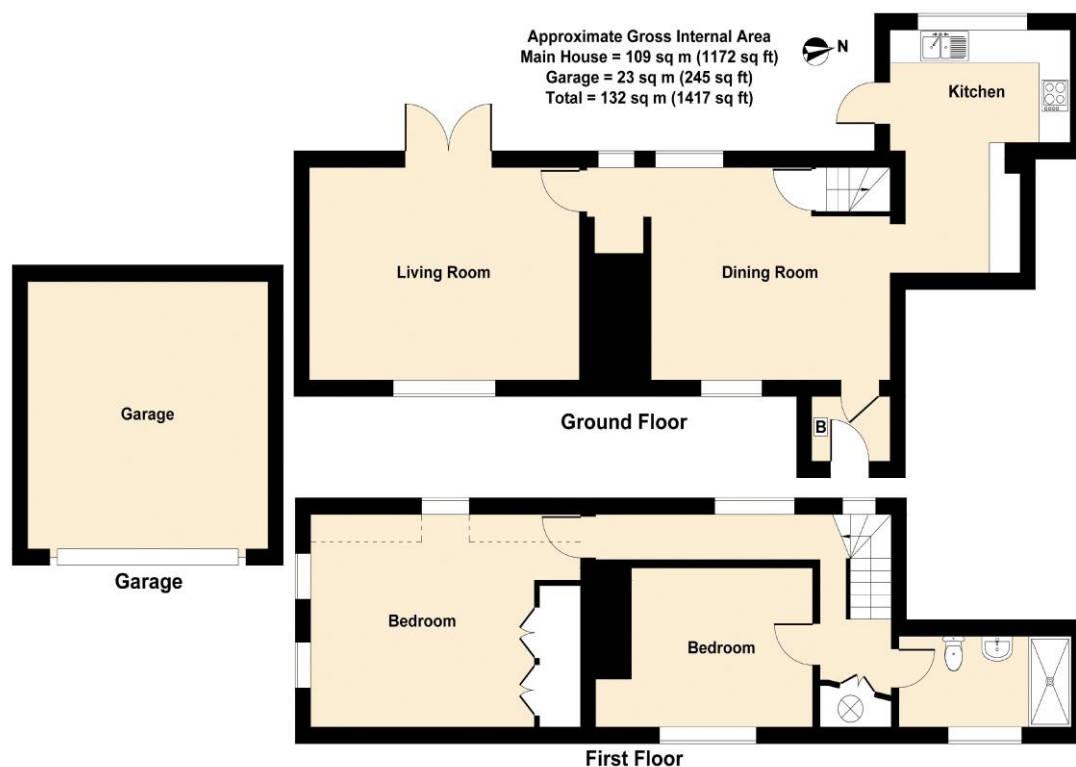 Approximate Gross Internal Area
Main House = 109 sq m (1172 sq ft)
Garage = 23 sq m (245 sq ft)
Total = 132 sq m (1417 sq ft)
N
Kitchen
Living Room
Dining Room
Garage
B
Ground Floor
Garage
Bedroom
Bedroom
First Floor